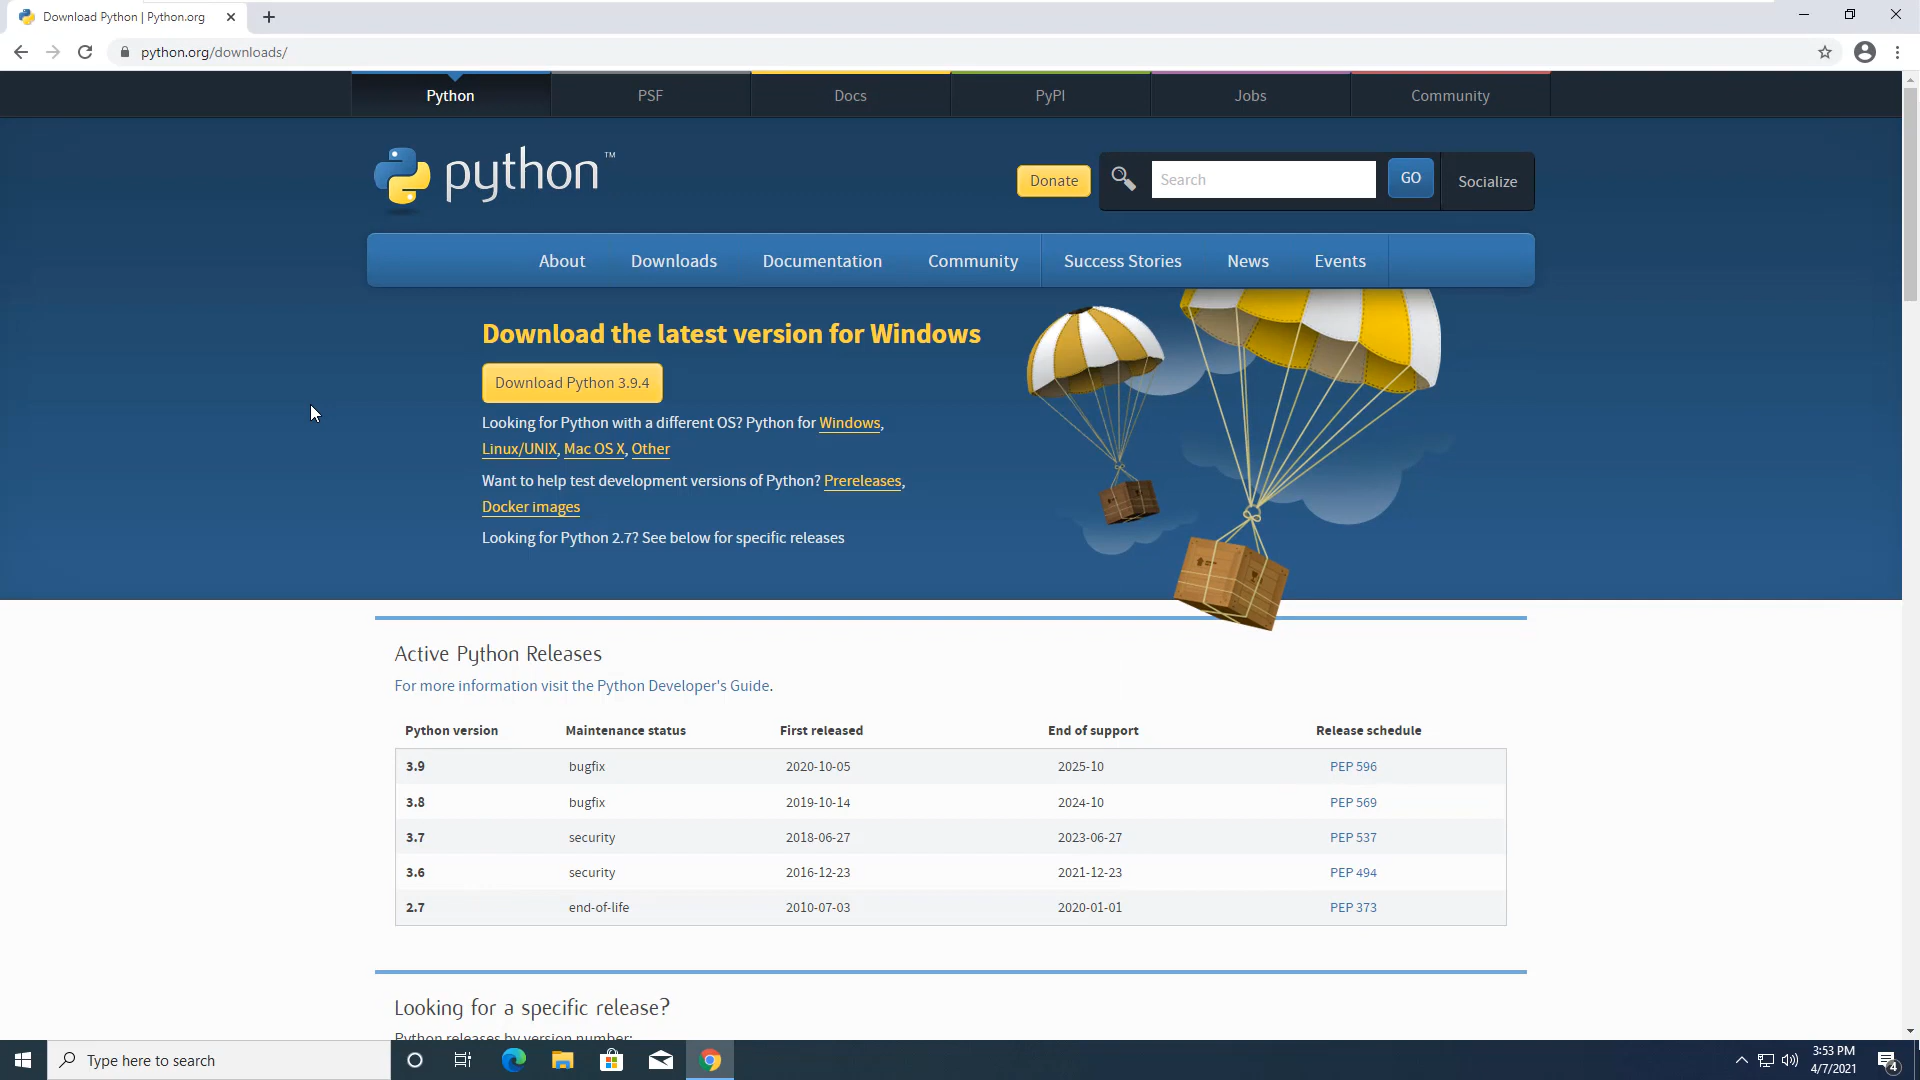 Download Python | Python.org
python.org/downloads/
Python PSF Docs PyPI Jobs Community
python™
Donate Search GO Socialize
About Downloads Documentation Community Success Stories News Events
Download the latest version for Windows
Download Python 3.9.4
Looking for Python with a different OS? Python for Windows,
Linux/UNIX, Mac OS X, Other
Want to help test development versions of Python? Prereleases,
Docker images
Looking for Python 2.7? See below for specific releases
Active Python Releases
For more information visit the Python Developer's Guide.
Python version Maintenance status First released End of support Release schedule
3.9 bugfix 2020-10-05 2025-10 PEP 596
3.8 bugfix 2019-10-14 2024-10 PEP 569
3.7 security 2018-06-27 2023-06-27 PEP 537
3.6 security 2016-12-23 2021-12-23 PEP 494
2.7 end-of-life 2010-07-03 2020-01-01 PEP 373
Looking for a specific release?
Python releases by version number:
Type here to search
3:53 PM
4/7/2021
4